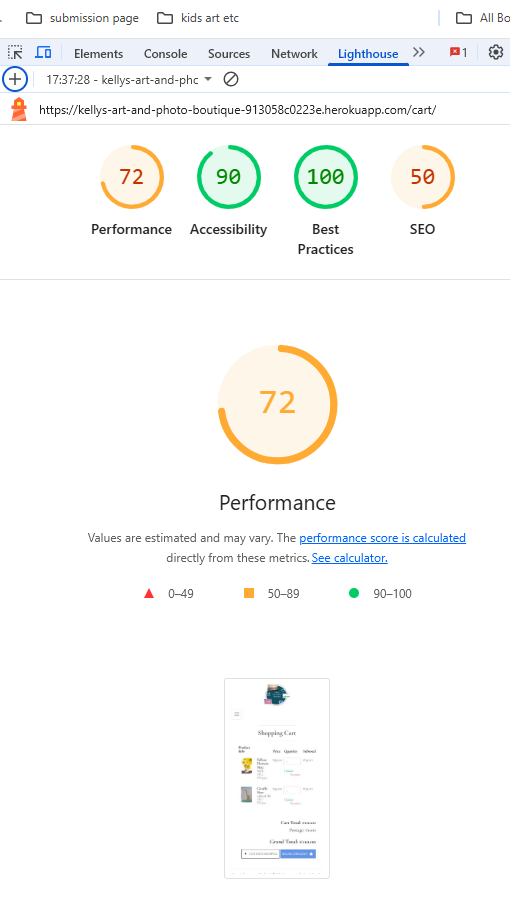 submission page kids art etc All Bo
Elements Console Sources Network Lighthouse 1
17:37:28 - kellys-art-and-phc
https://kellys-art-and-photo-boutique-913058c0223e.herokuapp.com/cart/
72 90 100 50
Performance Accessibility Best Practices SEO
72
Performance
Values are estimated and may vary. The performance score is calculated
directly from these metrics. See calculator.
0–49 50–89 90–100
Shopping Cart
Price Quantity Subtotal